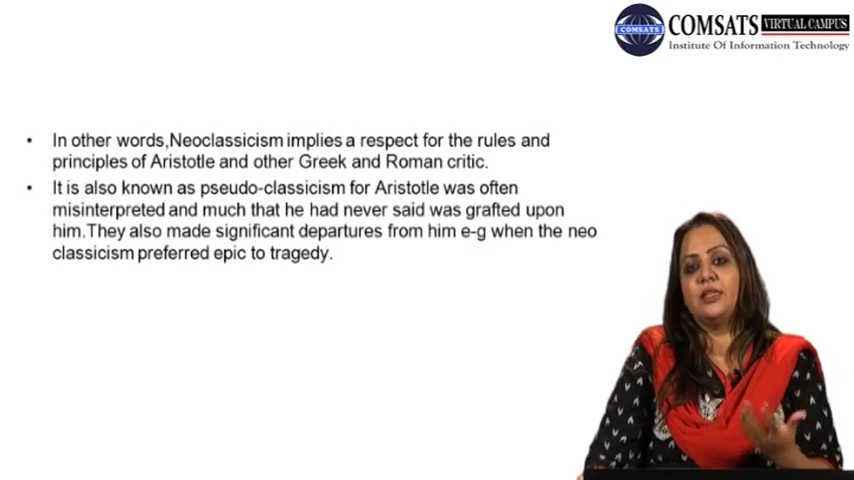 COMSATS VIRTUAL CAMPUS
Institute Of Information Technology
COMSATS
• In other words,Neoclassicism implies a respect for the rules and
principles of Aristotle and other Greek and Roman critic.
• It is also known as pseudo-classicism for Aristotle was often
misinterpreted and much that he had never said was grafted upon
him.They also made significant departures from him e-g when the neo
classicism preferred epic to tragedy.